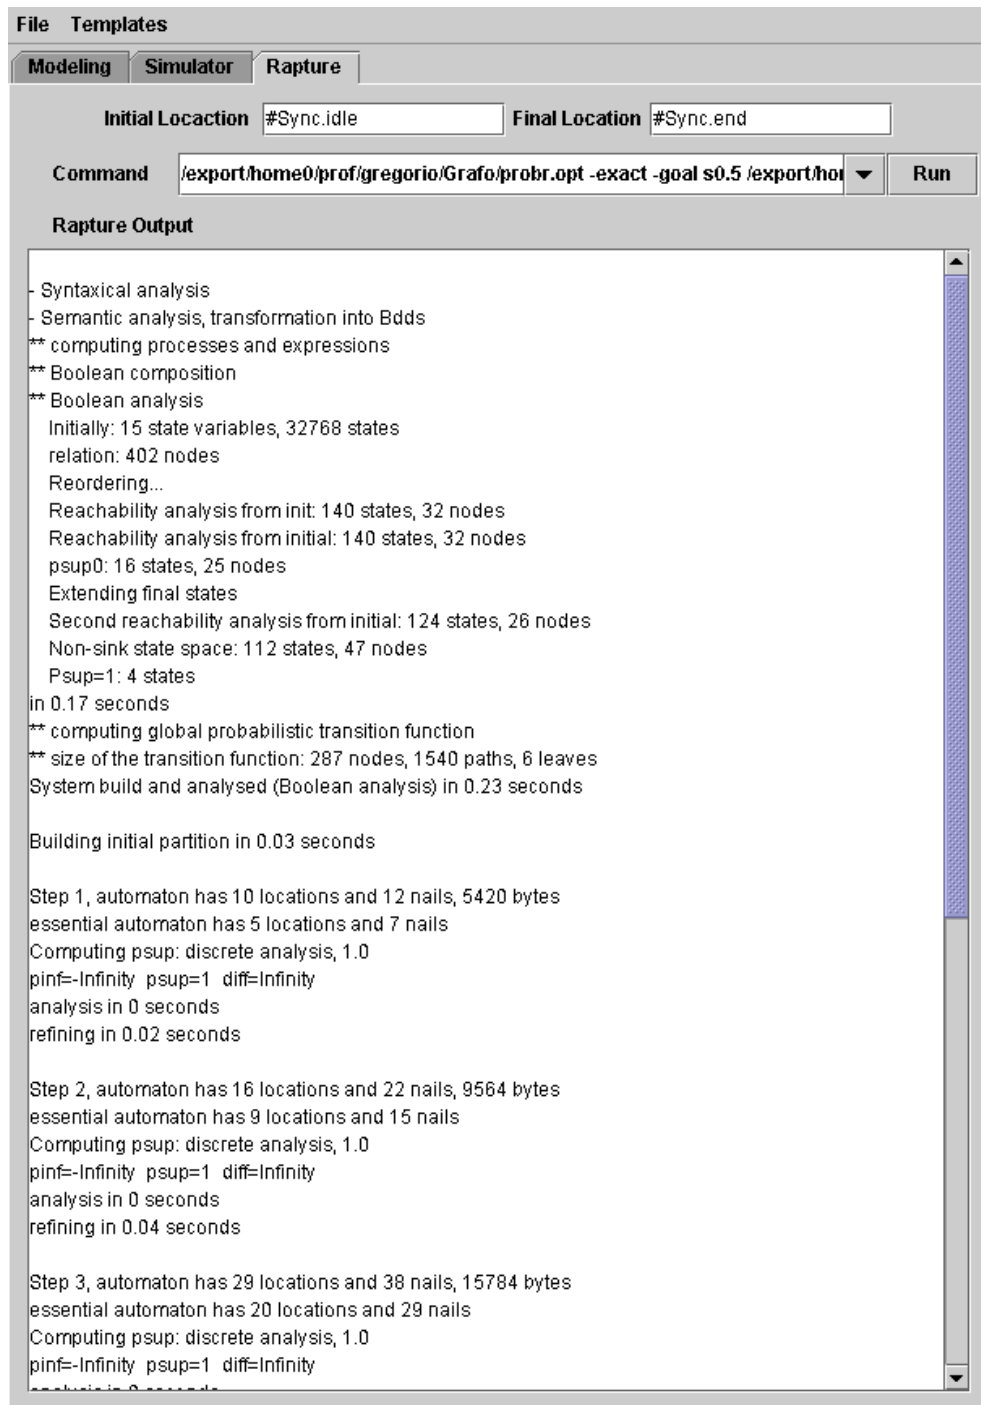 File Templates
Modeling Simulator Rapture
Initial Locaction #Sync.idle Final Location #Sync.end
Command /export/home0/prof/gregorio/Grafo/probr.opt -exact -goal s0.5 /export/hor Run
Rapture Output
- Syntaxical analysis
- Semantic analysis, transformation into Bdds
** computing processes and expressions
** Boolean composition
** Boolean analysis
Initially: 15 state variables, 32768 states
relation: 402 nodes
Reordering...
Reachability analysis from init: 140 states, 32 nodes
Reachability analysis from initial: 140 states, 32 nodes
psup0: 16 states, 25 nodes
Extending final states
Second reachability analysis from initial: 124 states, 26 nodes
Non-sink state space: 112 states, 47 nodes
Psup=1: 4 states
in 0.17 seconds
** computing global probabilistic transition function
** size of the transition function: 287 nodes, 1540 paths, 6 leaves
System build and analysed (Boolean analysis) in 0.23 seconds
Building initial partition in 0.03 seconds
Step 1, automaton has 10 locations and 12 nails, 5420 bytes
essential automaton has 5 locations and 7 nails
Computing psup: discrete analysis, 1.0
pinf=-Infinity psup=1 diff=Infinity
analysis in 0 seconds
refining in 0.02 seconds
Step 2, automaton has 16 locations and 22 nails, 9564 bytes
essential automaton has 9 locations and 15 nails
Computing psup: discrete analysis, 1.0
pinf=-Infinity psup=1 diff=Infinity
analysis in 0 seconds
refining in 0.04 seconds
Step 3, automaton has 29 locations and 38 nails, 15784 bytes
essential automaton has 20 locations and 29 nails
Computing psup: discrete analysis, 1.0
pinf=-Infinity psup=1 diff=Infinity